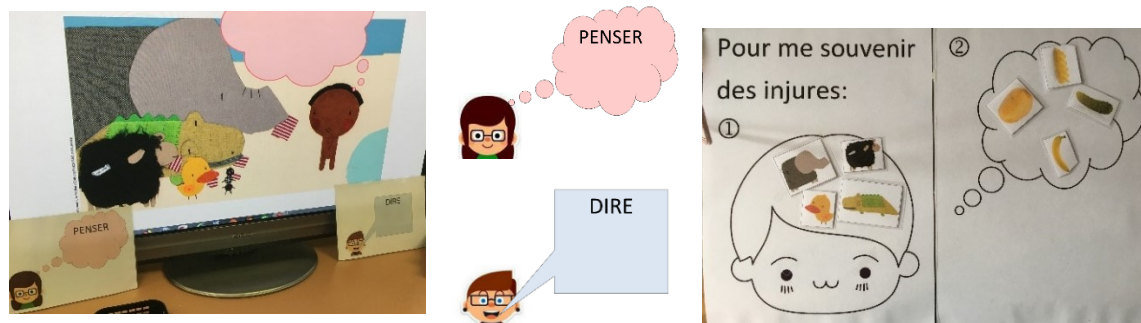 PENSER
DIRE
PENSER
DIRE
Pour me souvenir
des injures:
①
②